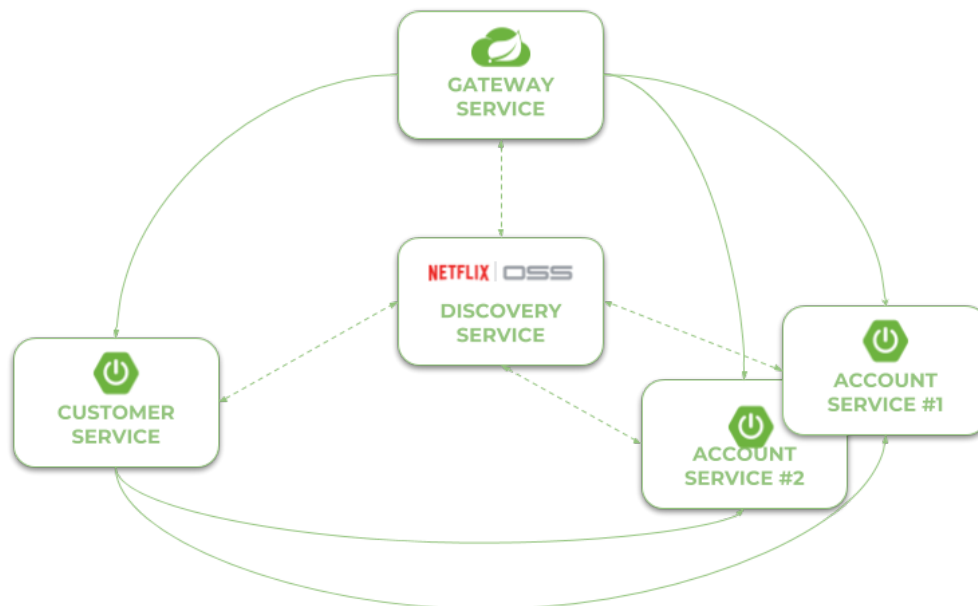 GATEWAY
SERVICE
NETFLIX | OSS
DISCOVERY
SERVICE
CUSTOMER
SERVICE
ACCOUNT
SERVICE #1
ACCOUNT
SERVICE #2